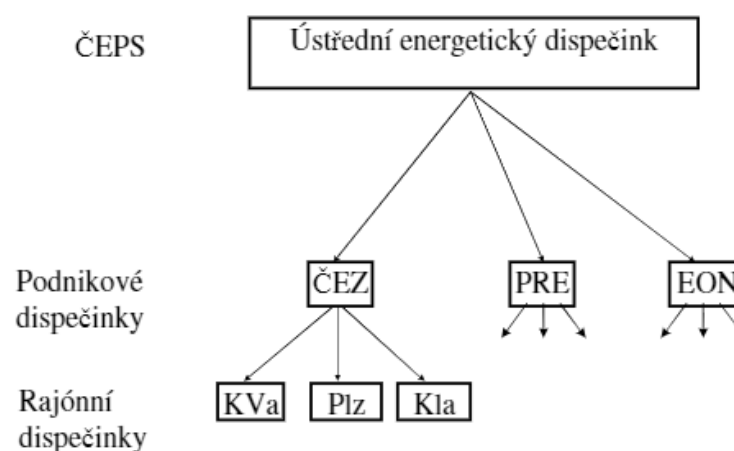 ČEPS
Ústřední energetický dispečink
Podnikové
dispečinky
ČEZ
PRE
EON
Rajónní
dispečinky
KVa
Plz
Kla